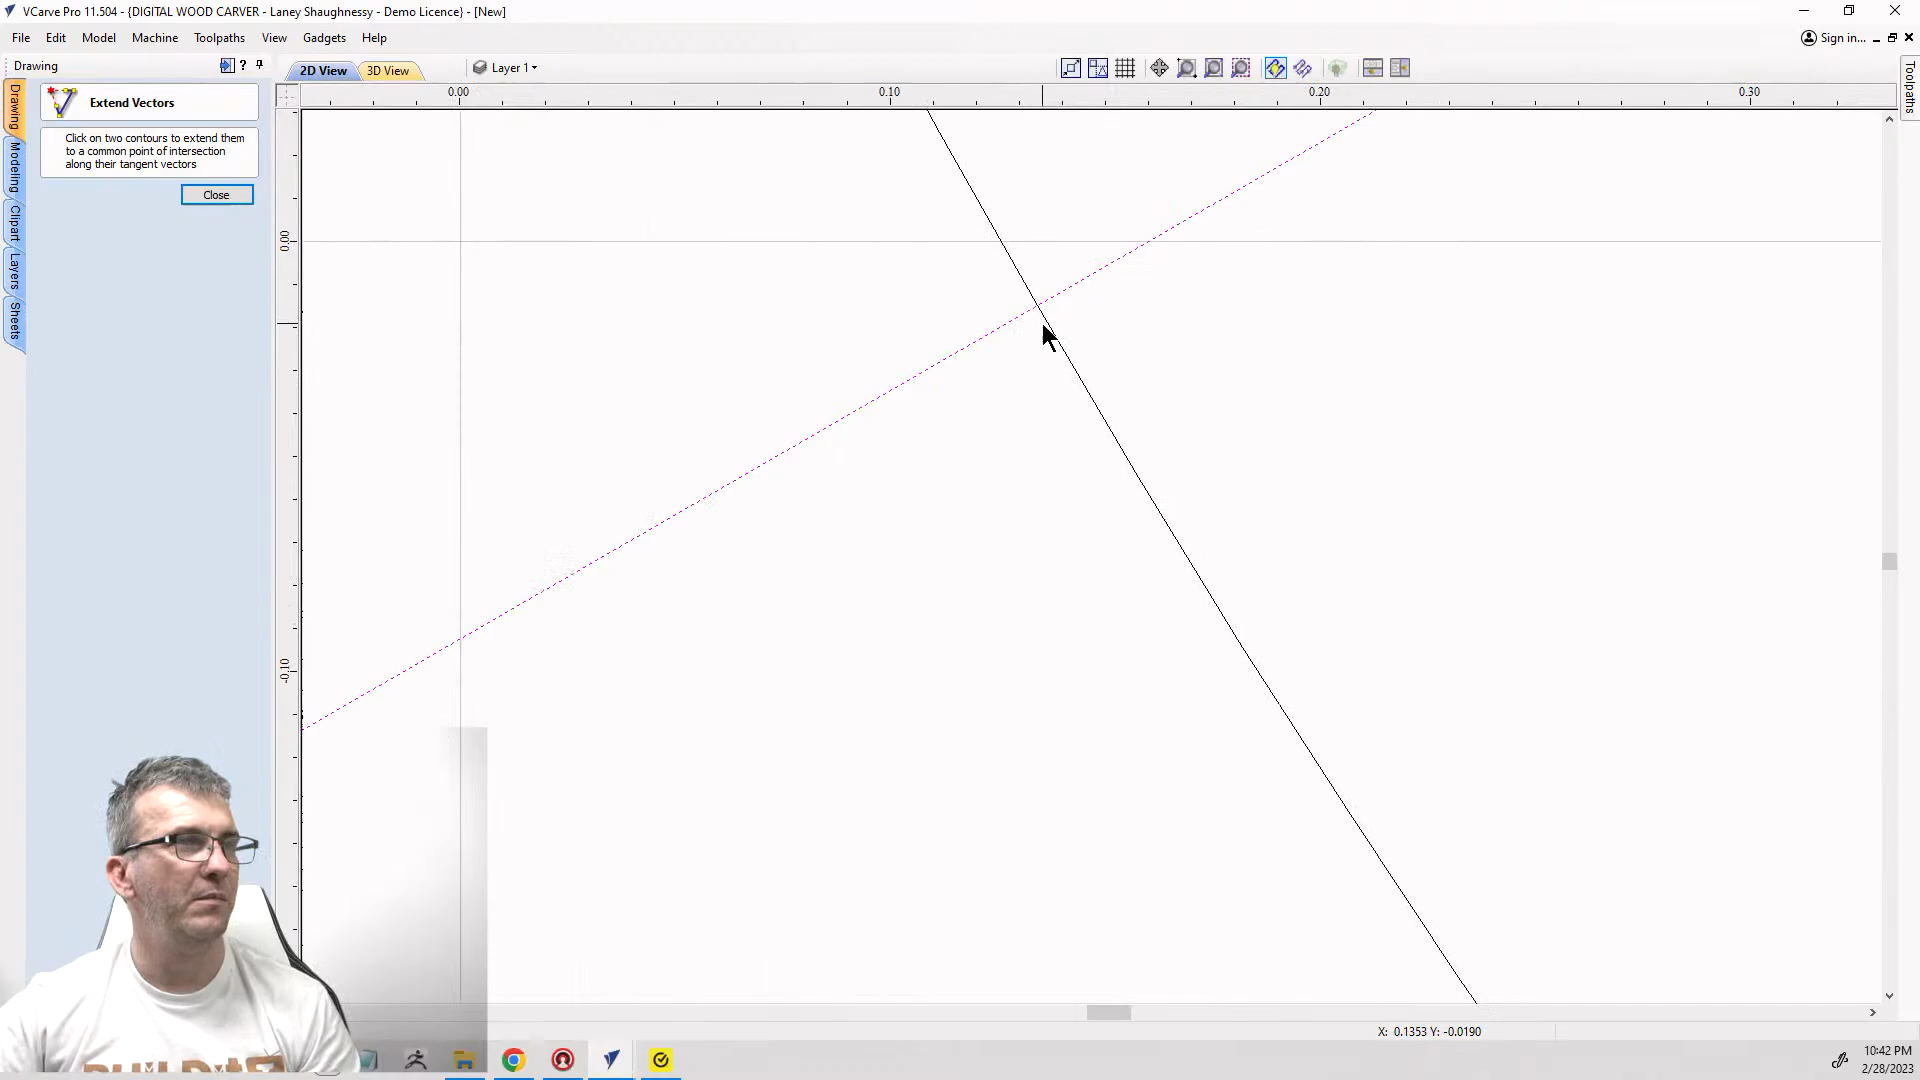 VCarve Pro 11.504 - {DIGITAL WOOD CARVER - Laney Shaughnessy - Demo Licence} - [New]
File Edit Model Machine Toolpaths View Gadgets Help
Sign in...
Drawing ?
2D View 3D View Layer 1
Toolpaths
Drawing
Modeling
Clipart
Layers
Sheets
Extend Vectors
Click on two contours to extend them
to a common point of intersection
along their tangent vectors
Close
0.00 0.10 0.20 0.30
0.00
-0.10
X: 0.1353 Y: -0.0190
10:42 PM
2/28/2023